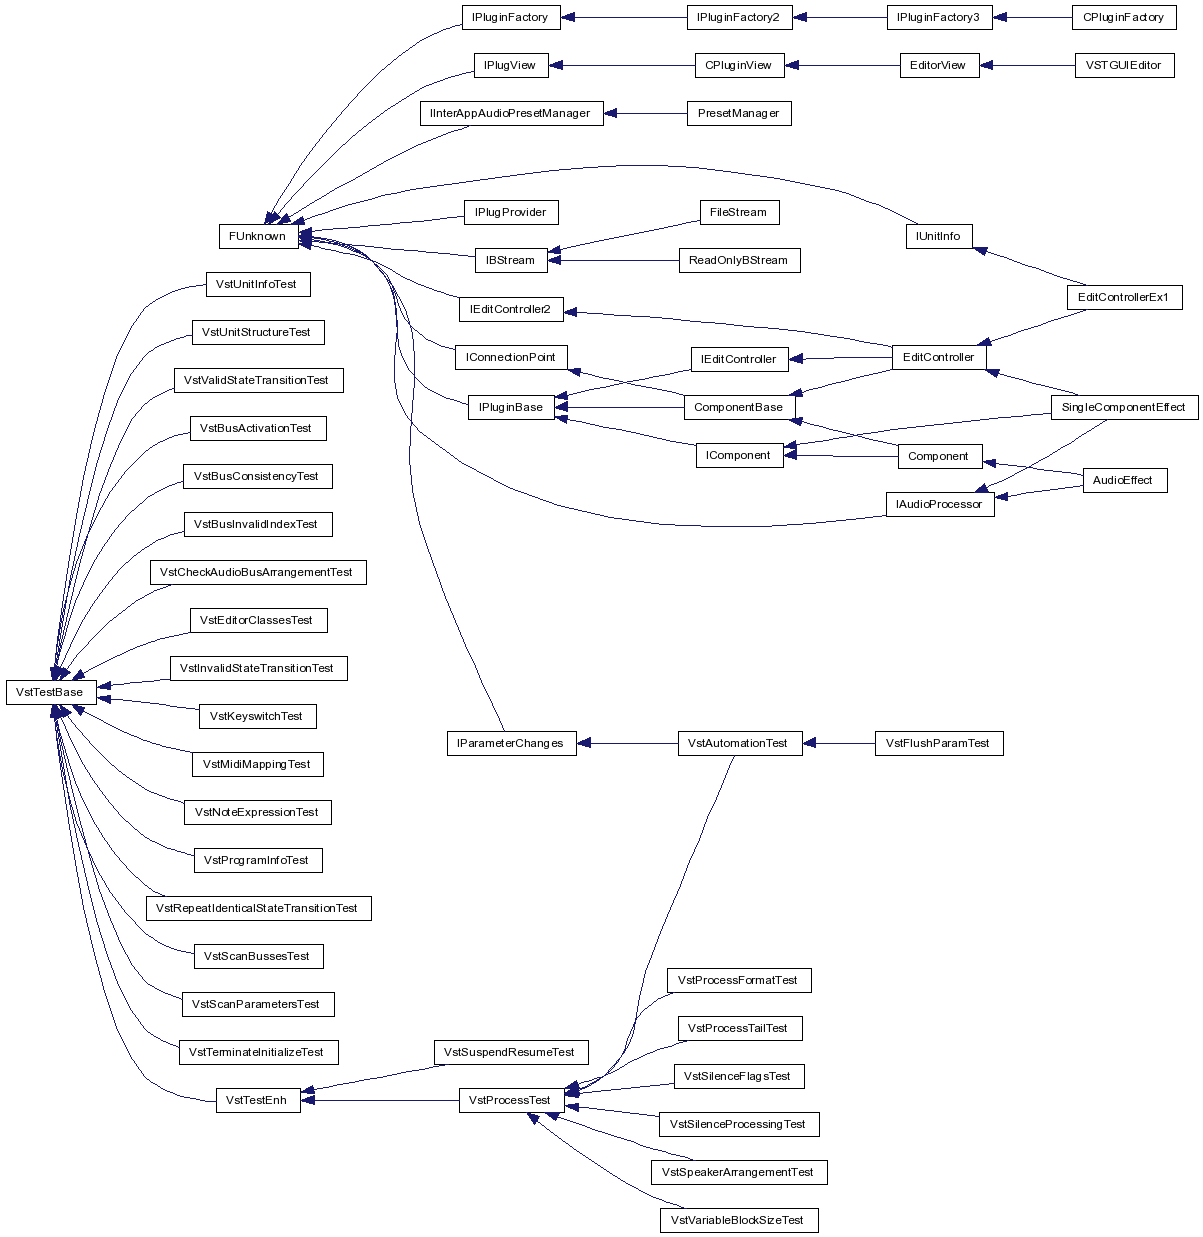 IPluginFactory
IPluginFactory2
IPluginFactory3
CPluginFactory
IPlugView
CPluginView
EditorView
VSTGUIEditor
IInterAppAudioPresetManager
PresetManager
IPlugProvider
FileStream
FUnknown
IUnitInfo
IBStream
ReadOnlyBStream
VstUnitInfoTest
EditControllerEx1
IEditController2
VstUnitStructureTest
IConnectionPoint
IEditController
EditController
VstValidStateTransitionTest
IPluginBase
ComponentBase
SingleComponentEffect
VstBusActivationTest
IComponent
Component
VstBusConsistencyTest
AudioEffect
IAudioProcessor
VstBusInvalidIndexTest
VstCheckAudioBusArrangementTest
VstEditorClassesTest
VstInvalidStateTransitionTest
VstTestBase
VstKeyswitchTest
IParameterChanges
VstAutomationTest
VstFlushParamTest
VstMidiMappingTest
VstNoteExpressionTest
VstProgramInfoTest
VstRepeatIdenticalStateTransitionTest
VstScanBussesTest
VstProcessFormatTest
VstScanParametersTest
VstProcessTailTest
VstTerminateInitializeTest
VstSuspendResumeTest
VstSilenceFlagsTest
VstTestEnh
VstProcessTest
VstSilenceProcessingTest
VstSpeakerArrangementTest
VstVariableBlockSizeTest